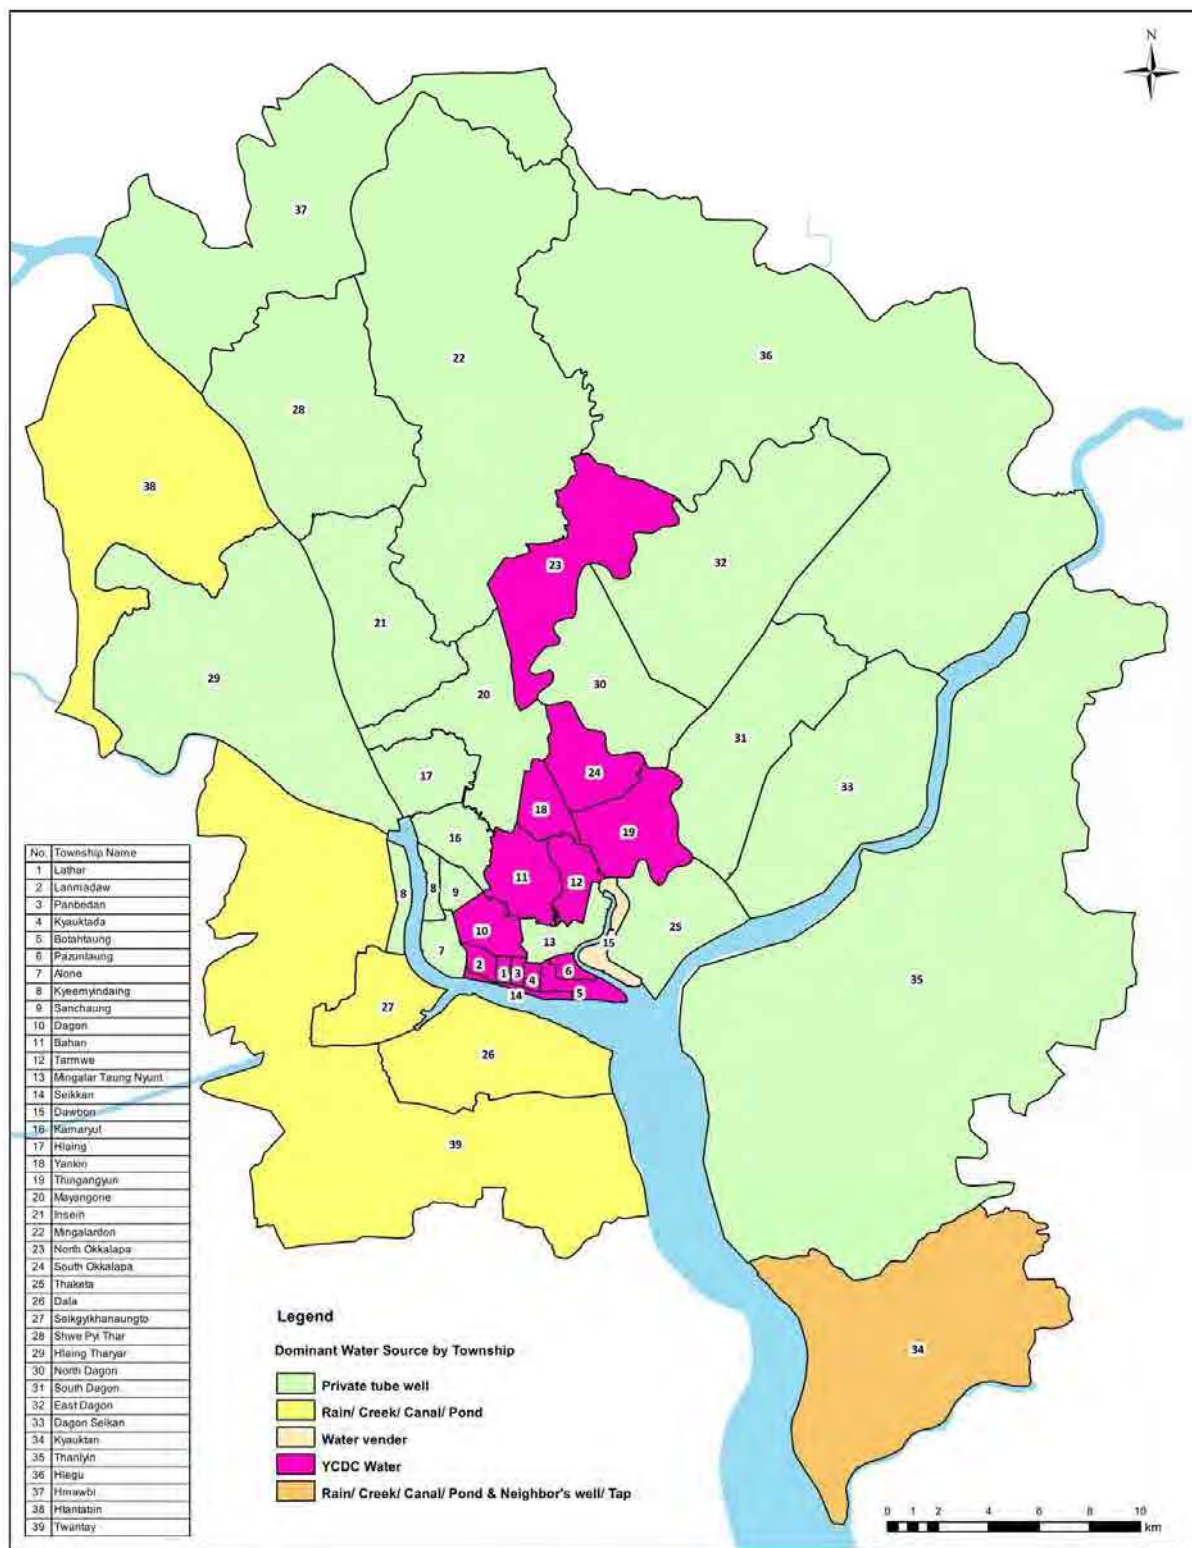 N
37
22
36
28
38
23
32
21
29
20
30
31
17
24
33
18
19
16
11
12
8
8
9
10
13
15
25
7
2
1
3
4
6
5
14
35
27
26
39
34
No. Township Name
1 Lathar
2 Lanmadaw
3 Panbedan
4 Kyauktada
5 Botahtaung
6 Pazuntaung
7 Alone
8 Kyeemyindaing
9 Sanchaung
10 Dagon
11 Bahan
12 Tarmwe
13 Mingalar Taung Nyunt
14 Seikkan
15 Dawbon
16 Kamaryut
17 Hlaing
18 Yankin
19 Thingangyun
20 Mayangone
21 Insein
22 Mingalardon
23 North Okkalapa
24 South Okkalapa
25 Thaketa
26 Dala
27 Seikgyikhanaungto
28 Shwe Pyi Thar
29 Hlaing Tharyar
30 North Dagon
31 South Dagon
32 East Dagon
33 Dagon Seikan
34 Kyauktan
35 Thanlyin
36 Hlegu
37 Hmawbi
38 Htantabin
39 Twantay
Legend
Dominant Water Source by Township
Private tube well
Rain/ Creek/ Canal/ Pond
Water vender
YCDC Water
Rain/ Creek/ Canal/ Pond & Neighbor's well/ Tap
0 1 2 4 6 8 10
km